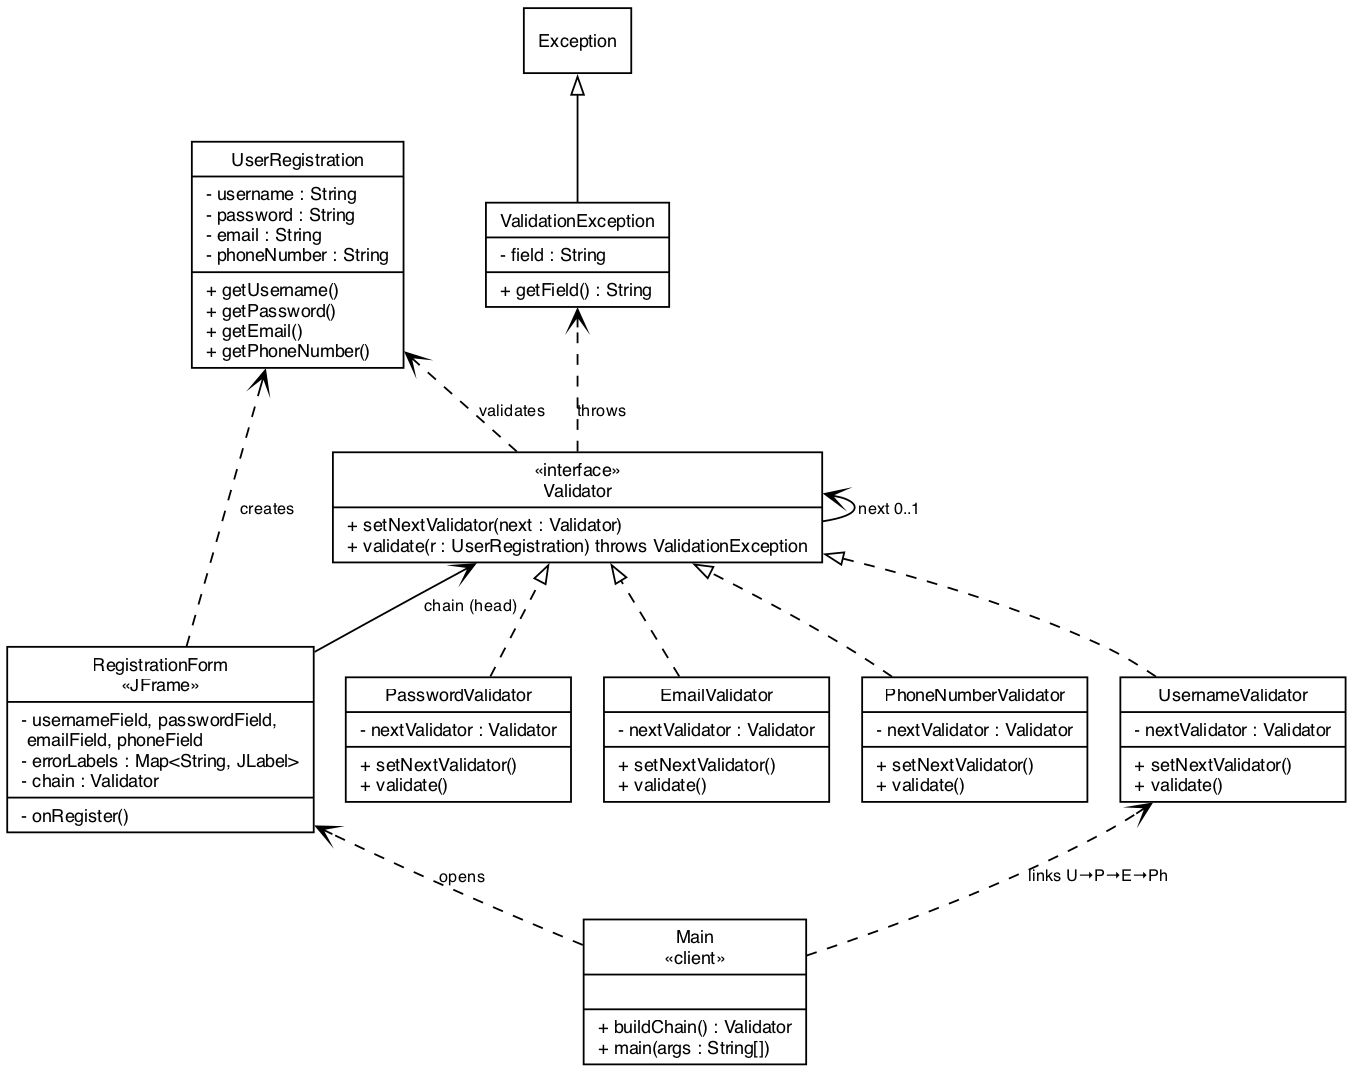 Exception
UserRegistration
- username : String
- password : String
- email : String
- phoneNumber : String
+ getUsername()
+ getPassword()
+ getEmail()
+ getPhoneNumber()
ValidationException
- field : String
+ getField() : String
validates
throws
«interface»
Validator
+ setNextValidator(next : Validator)
+ validate(r : UserRegistration) throws ValidationException
next 0..1
creates
chain (head)
RegistrationForm
«JFrame»
- usernameField, passwordField,
emailField, phoneField
- errorLabels : Map<String, JLabel>
- chain : Validator
- onRegister()
PasswordValidator
- nextValidator : Validator
+ setNextValidator()
+ validate()
EmailValidator
- nextValidator : Validator
+ setNextValidator()
+ validate()
PhoneNumberValidator
- nextValidator : Validator
+ setNextValidator()
+ validate()
UsernameValidator
- nextValidator : Validator
+ setNextValidator()
+ validate()
opens
links U→P→E→Ph
Main
«client»
+ buildChain() : Validator
+ main(args : String[])